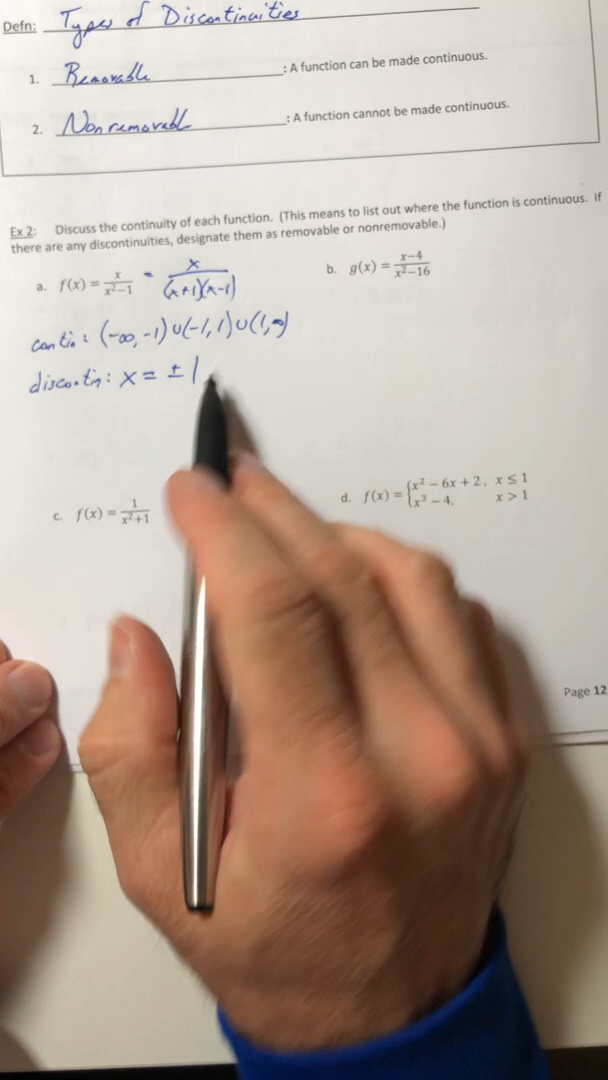 Defn: Types of Discontinuities
1. Removable : A function can be made continuous.
2. Nonremovabl : A function cannot be made continuous.
Ex 2: Discuss the continuity of each function. (This means to list out where the function is continuous. If
there are any discontinuities, designate them as removable or nonremovable.)
a. f(x) = x/(x²−1) = x/((x+1)(x-1))
b. g(x) = (x−4)/(x²−16)
contin: (-∞, -1) ∪ (-1, 1) ∪ (1, ∞)
discontin: x = ± 1
c. f(x) = 1/(x²+1)
d. f(x) = {x² − 6x + 2, x ≤ 1
x³ − 4, x > 1
Page 12